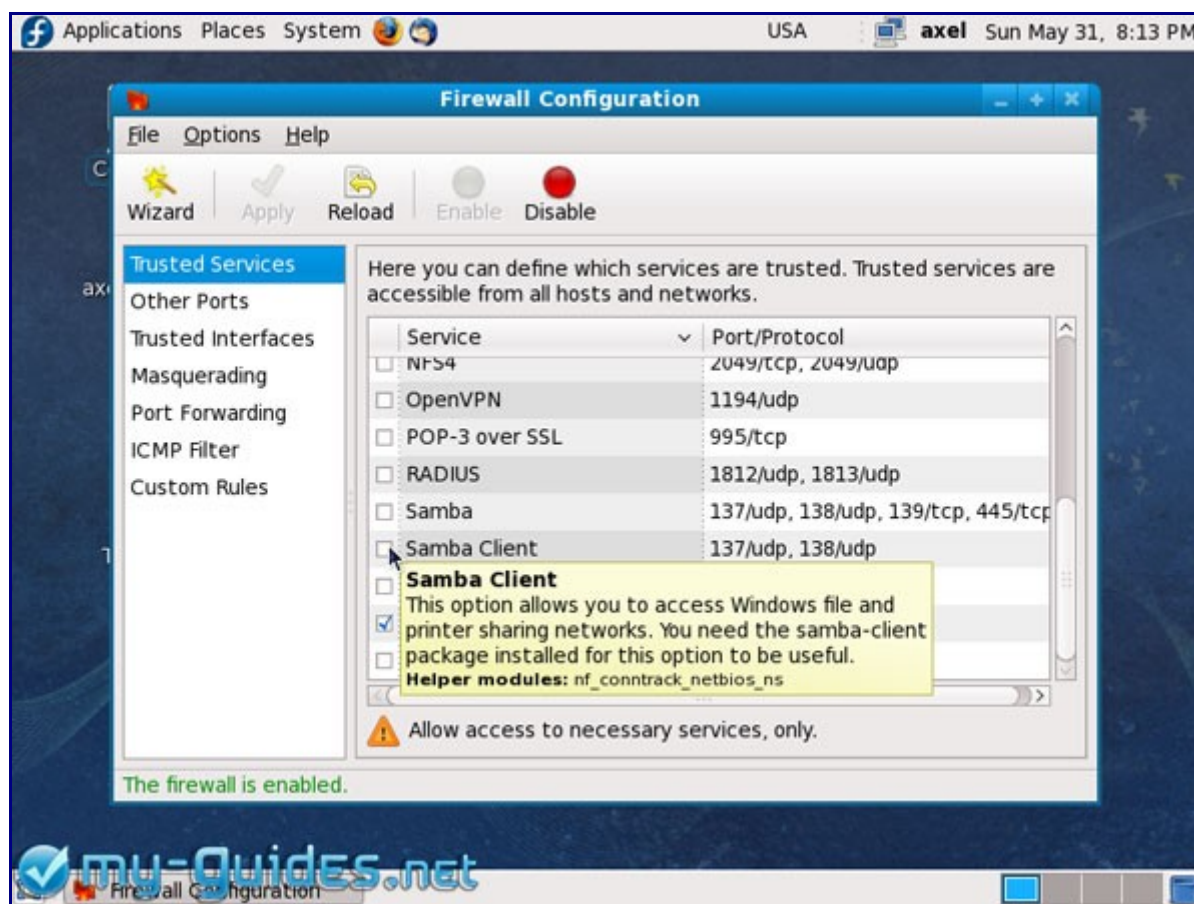 Applications Places System USA axel Sun May 31, 8:13 PM
Firewall Configuration
File Options Help
Wizard Apply Reload Enable Disable
Trusted Services
Other Ports
Trusted Interfaces
Masquerading
Port Forwarding
ICMP Filter
Custom Rules
Here you can define which services are trusted. Trusted services are
accessible from all hosts and networks.
Service Port/Protocol
NFS4 2049/tcp, 2049/udp
OpenVPN 1194/udp
POP-3 over SSL 995/tcp
RADIUS 1812/udp, 1813/udp
Samba 137/udp, 138/udp, 139/tcp, 445/tcp
Samba Client 137/udp, 138/udp
Samba Client
This option allows you to access Windows file and
printer sharing networks. You need the samba-client
package installed for this option to be useful.
Helper modules: nf_conntrack_netbios_ns
Allow access to necessary services, only.
The firewall is enabled.
my-guides.net
Firewall Configuration